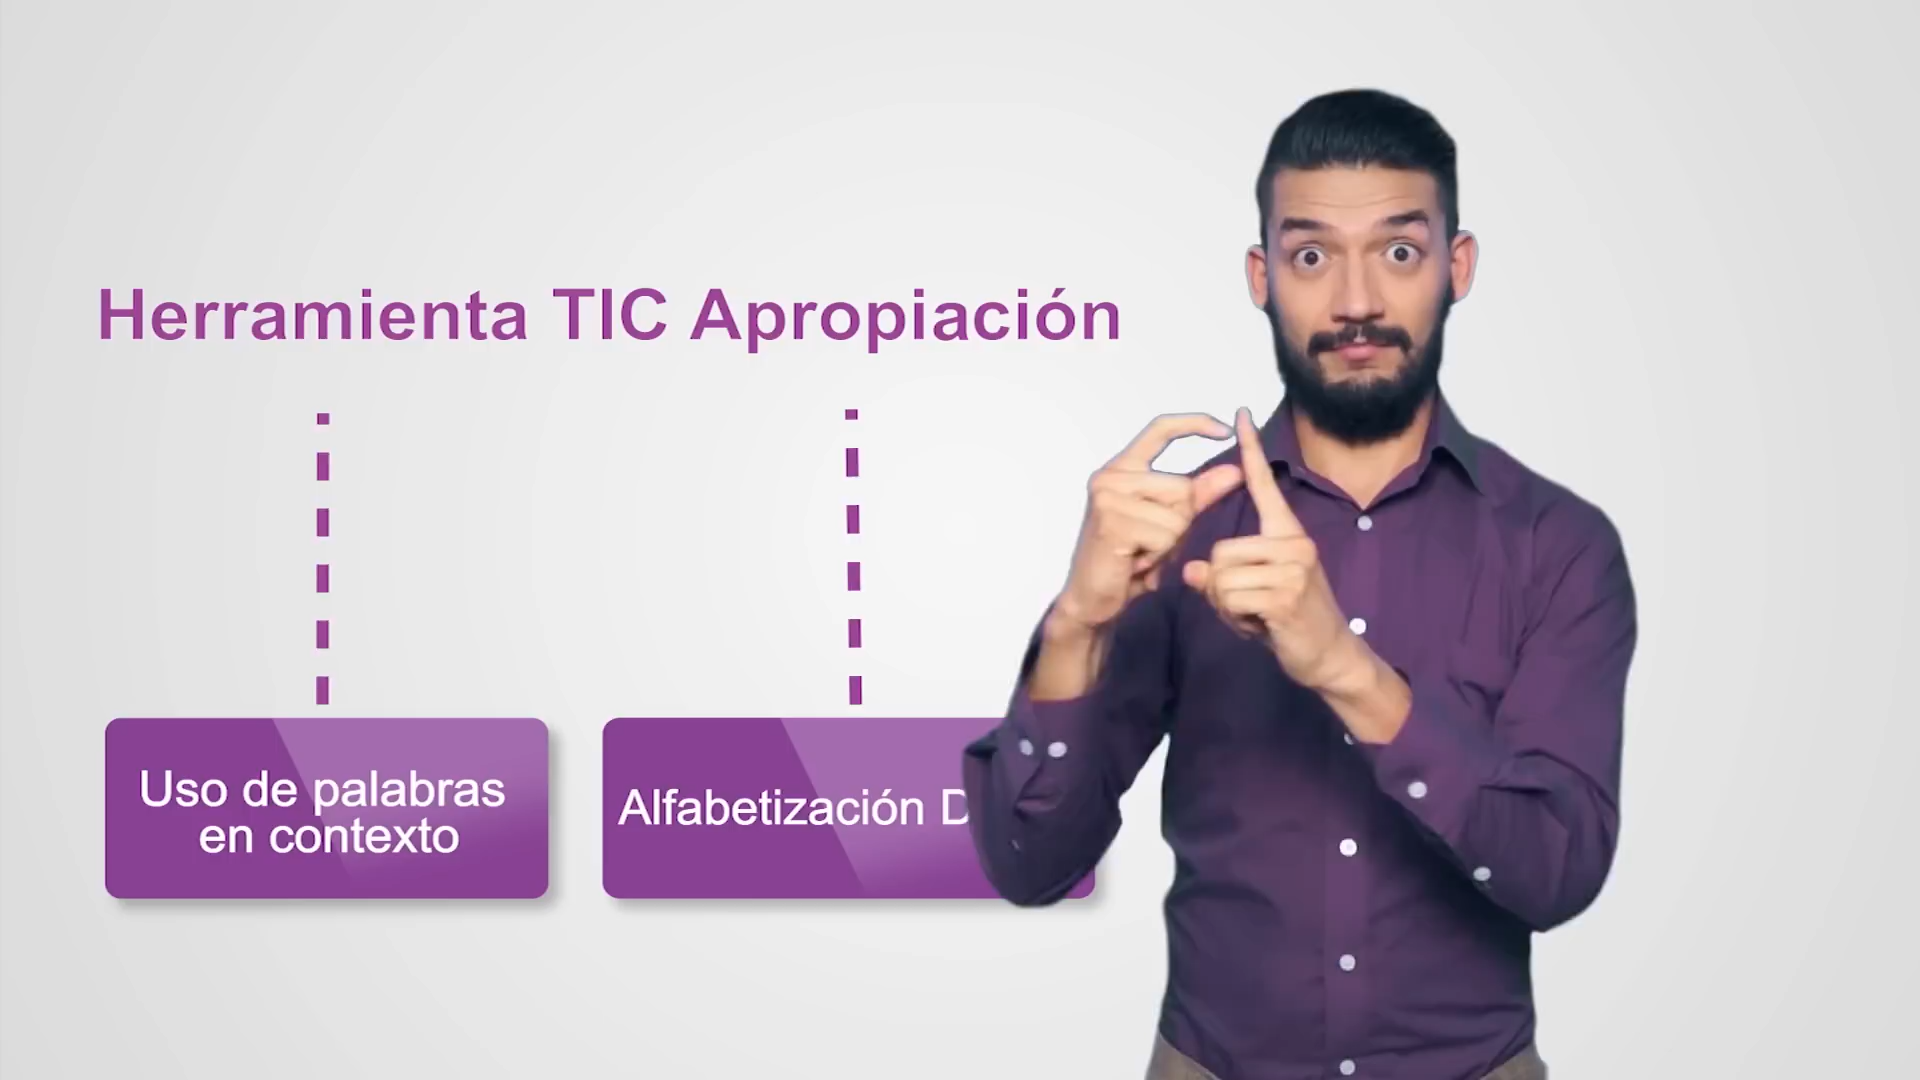 Herramienta TIC Apropiación
Uso de palabras
en contexto
Alfabetización